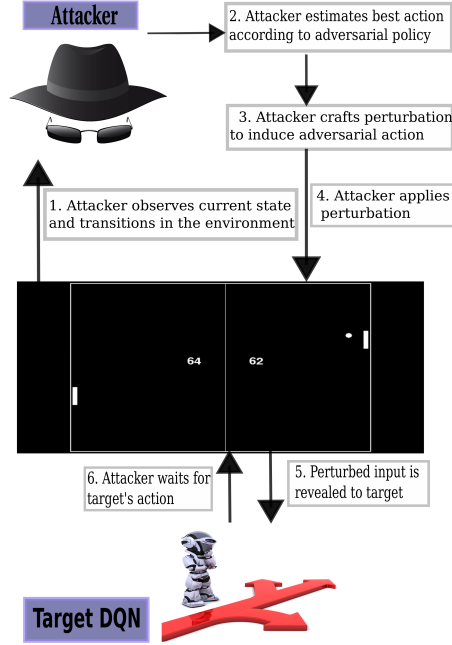 Attacker
2. Attacker estimates best action
according to adversarial policy
3. Attacker crafts perturbation
to induce adversarial action
1. Attacker observes current state
and transitions in the environment
4. Attacker applies
perturbation
64 62
6. Attacker waits for
target's action
5. Perturbed input is
revealed to target
Target DQN